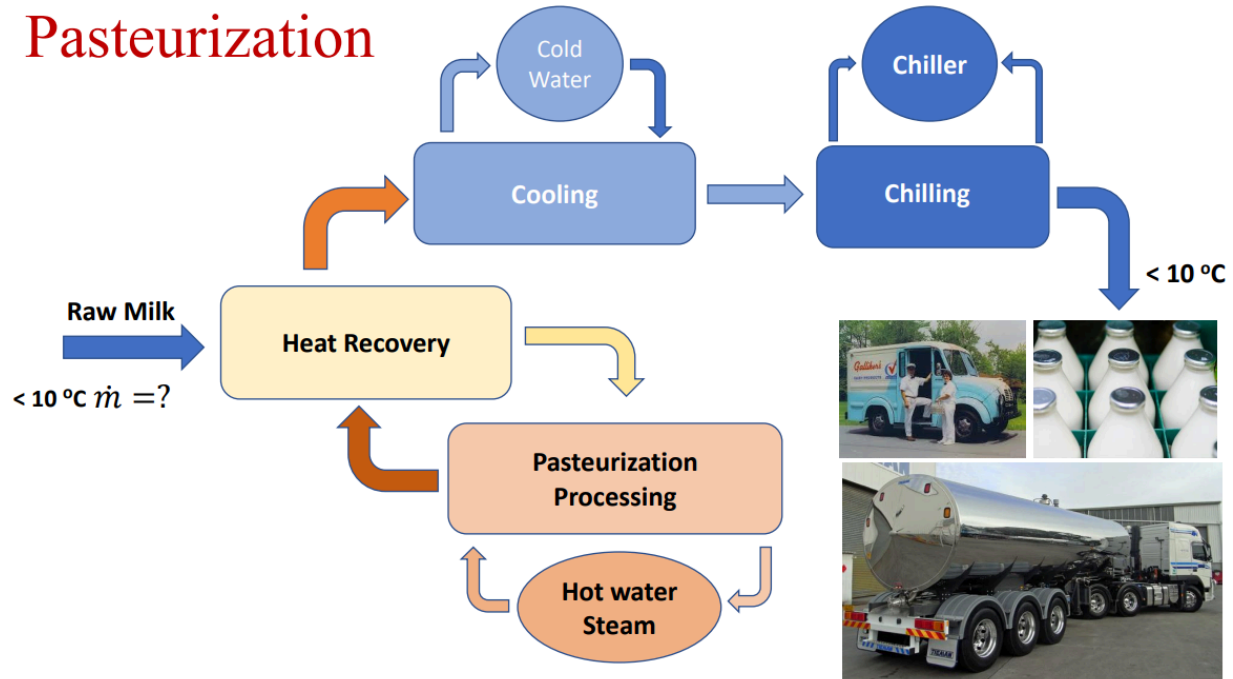 Pasteurization
Cold
Water
Chiller
Cooling
Chilling
< 10 ºC
Raw Milk
Heat Recovery
< 10 ºC ṁ =?
Pasteurization
Processing
Hot water
Steam
Galliker's